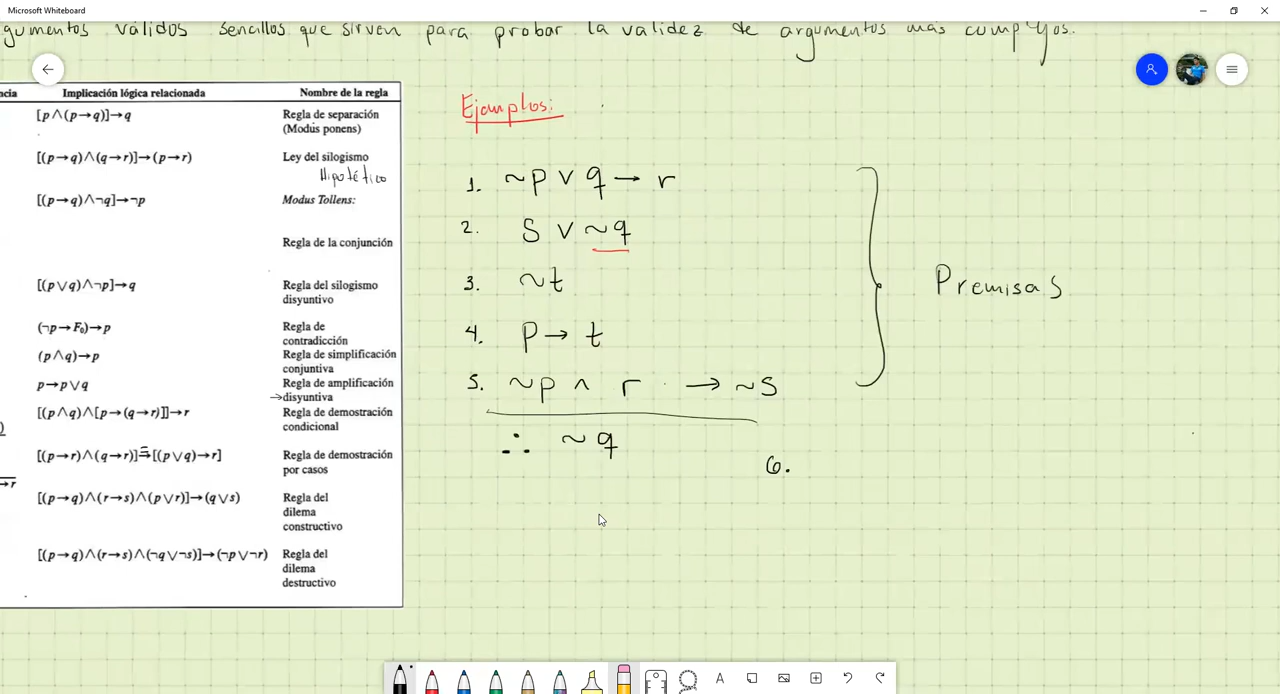 Microsoft Whiteboard
gumentos válidos sencillos que sirven para probar la validez de argumentos más complejos.
ncia Implicación lógica relacionada Nombre de la regla
[p∧(p→q)]→q Regla de separación
(Modus ponens)
[(p→q)∧(q→r)]→(p→r) Ley del silogismo
Hipotético
[(p→q)∧¬q]→¬p Modus Tollens:
Regla de la conjunción
[(p∨q)∧¬p]→q Regla del silogismo
disyuntivo
(¬p→F₀)→p Regla de
contradicción
(p∧q)→p Regla de simplificación
conjuntiva
p→p∨q Regla de amplificación
→disyuntiva
[(p∧q)∧[p→(q→r)]]→r Regla de demostración
condicional
[(p→r)∧(q→r)]→[(p∨q)→r] Regla de demostración
por casos
→r
[(p→q)∧(r→s)∧(p∨r)]→(q∨s) Regla del
dilema
constructivo
[(p→q)∧(r→s)∧(¬q∨¬s)]→(¬p∨¬r) Regla del
dilema
destructivo
Ejemplos:
1. ~p ∨ q → r
2. S ∨ ~q
3. ~t
4. P → t
5. ~p ∧ r → ~S
∴ ~q
6.
Premisas